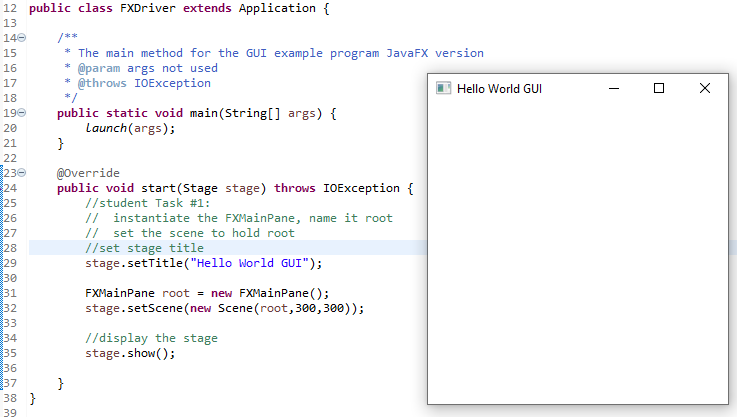 12 public class FXDriver extends Application {
13
14 /**
15 * The main method for the GUI example program JavaFX version
16 * @param args not used
17 * @throws IOException
18 */
19 public static void main(String[] args) {
20 launch(args);
21 }
22
23 @Override
24 public void start(Stage stage) throws IOException {
25 //student Task #1:
26 //  instantiate the FXMainPane, name it root
27 //  set the scene to hold root
28 //set stage title
29 stage.setTitle("Hello World GUI");
30
31 FXMainPane root = new FXMainPane();
32 stage.setScene(new Scene(root,300,300));
33
34 //display the stage
35 stage.show();
36
37 }
38 }
39
Hello World GUI